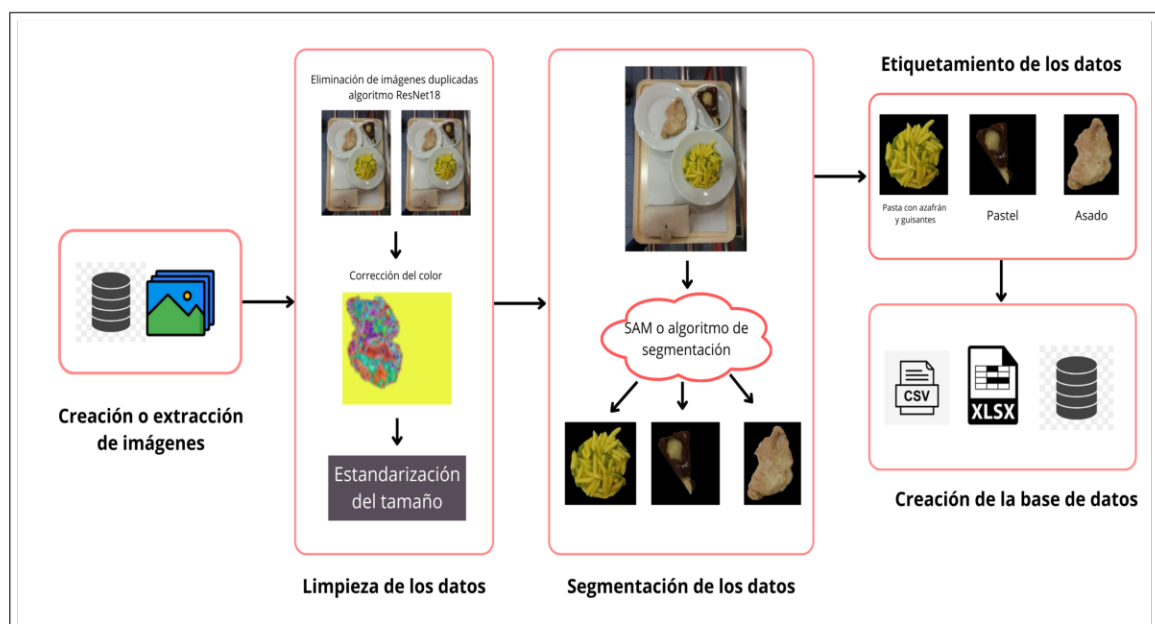 Creación o extracción
de imágenes
Eliminación de imágenes duplicadas
algoritmo ResNet18
Corrección del color
Estandarización
del tamaño
Limpieza de los datos
SAM o algoritmo de
segmentación
Segmentación de los datos
Etiquetamiento de los datos
Pasta con azafrán
y guisantes
Pastel
Asado
CSV
XLSX
Creación de la base de datos